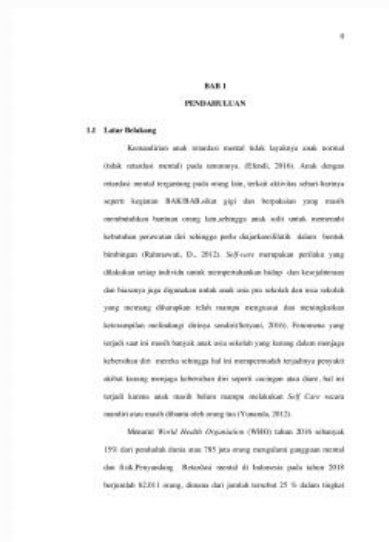 BAB I
PENDAHULUAN
1.1 Latar Belakang
Kemandirian anak retardasi mental tidak layaknya anak normal
(tidak retardasi mental) pada umumnya. (Efendi, 2016). Anak dengan
retardasi mental tergantung pada orang lain, terkait aktivitas sehari-harinya
seperti kegiatan BAK/BAB,sikat gigi dan berpakaian yang masih
membutuhkan bantuan orang lain,sehingga anak sulit untuk memenuhi
kebutuhan perawatan diri sehingga perlu diajarkan/dilatih dalam bentuk
bimbingan (Rahmawati, D., 2012). Self-care merupakan perilaku yang
dilakukan setiap individu untuk mempertahankan hidup dan kesejahteraan
dan biasanya juga digunakan untuk anak usia pra sekolah dan usia sekolah
yang memang diharapkan telah mampu menguasai dan meningkatkan
keterampilan melindungi dirinya sendiri(Setyani, 2016). Fenomena yang
terjadi saat ini masih banyak anak usia sekolah yang kurang dalam menjaga
kebersihan diri mereka sehingga hal ini mempermudah terjadinya penyakit
akibat kurang menjaga kebersihan diri seperti cacingan atau diare, hal ini
terjadi karena anak masih belum mampu melakukan Self Care secara
mandiri atau masih dibantu oleh orang tua (Yunanda, 2012).
Menurut World Health Organisation (WHO) tahun 2016 sebanyak
15% dari penduduk dunia atau 785 juta orang mengalami gangguan mental
dan fisik.Penyandang Retardasi mental di Indonesia pada tahun 2018
berjumlah 62.011 orang, dimana dari jumlah tersebut 25 % dalam tingkat